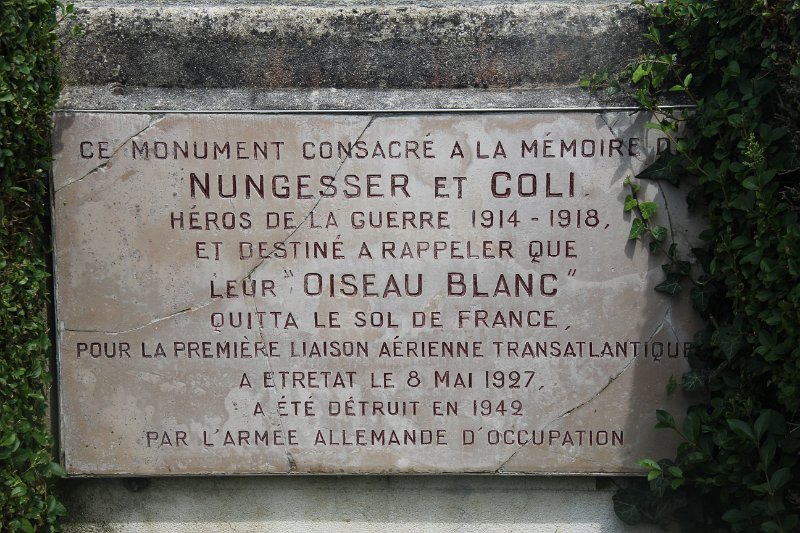 CE MONUMENT CONSACRÉ A LA MÉMOIRE DE
NUNGESSER ET COLI.
HÉROS DE LA GUERRE 1914 - 1918,
ET DESTINÉ A RAPPELER QUE
LEUR "OISEAU BLANC"
QUITTA LE SOL DE FRANCE,
POUR LA PREMIÈRE LIAISON AÉRIENNE TRANSATLANTIQUE
A ETRETAT LE 8 MAI 1927,
A ÉTÉ DÉTRUIT EN 1942
PAR L'ARMÉE ALLEMANDE D'OCCUPATION